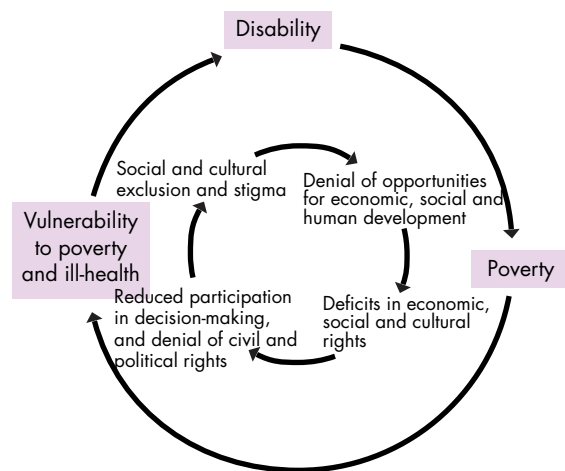 Disability
Social and cultural
exclusion and stigma
Denial of opportunities
for economic, social and
human development
Vulnerability
to poverty
and ill-health
Poverty
Reduced participation
in decision-making,
and denial of civil and
political rights
Deficits in economic,
social and cultural
rights